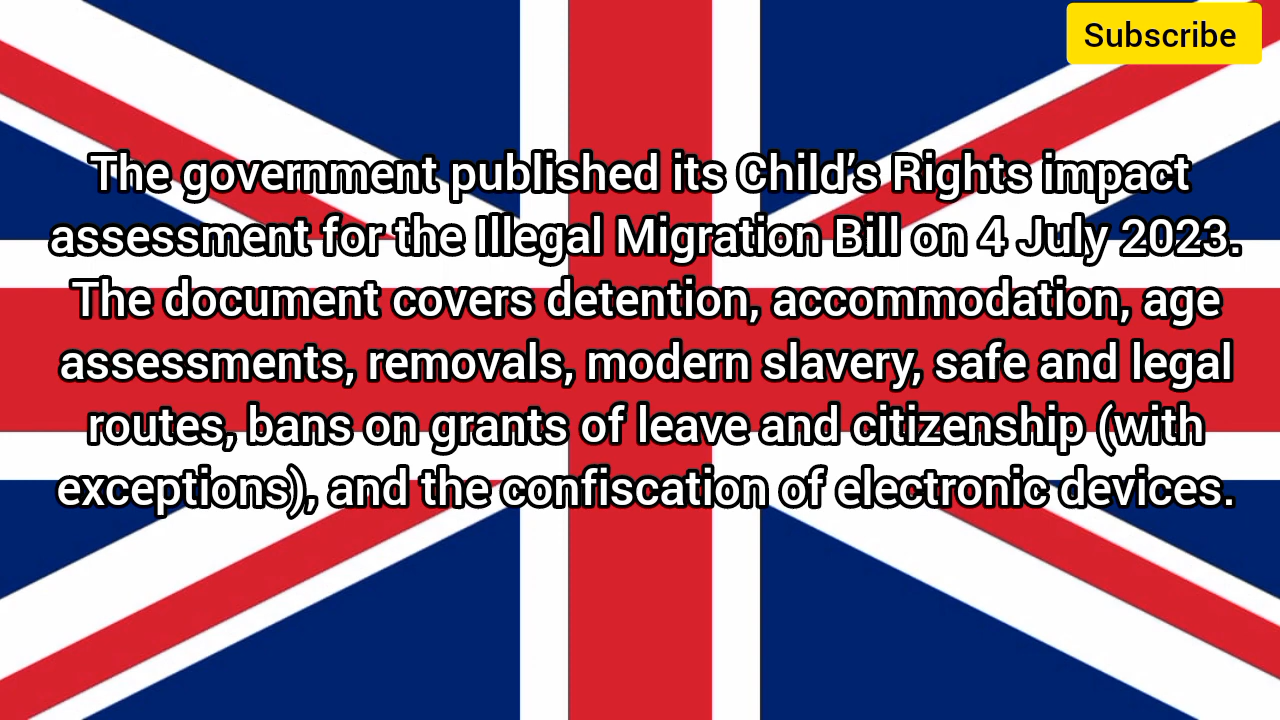 Subscribe
The government published its Child’s Rights impact
assessment for the Illegal Migration Bill on 4 July 2023.
The document covers detention, accommodation, age
assessments, removals, modern slavery, safe and legal
routes, bans on grants of leave and citizenship (with
exceptions), and the confiscation of electronic devices.